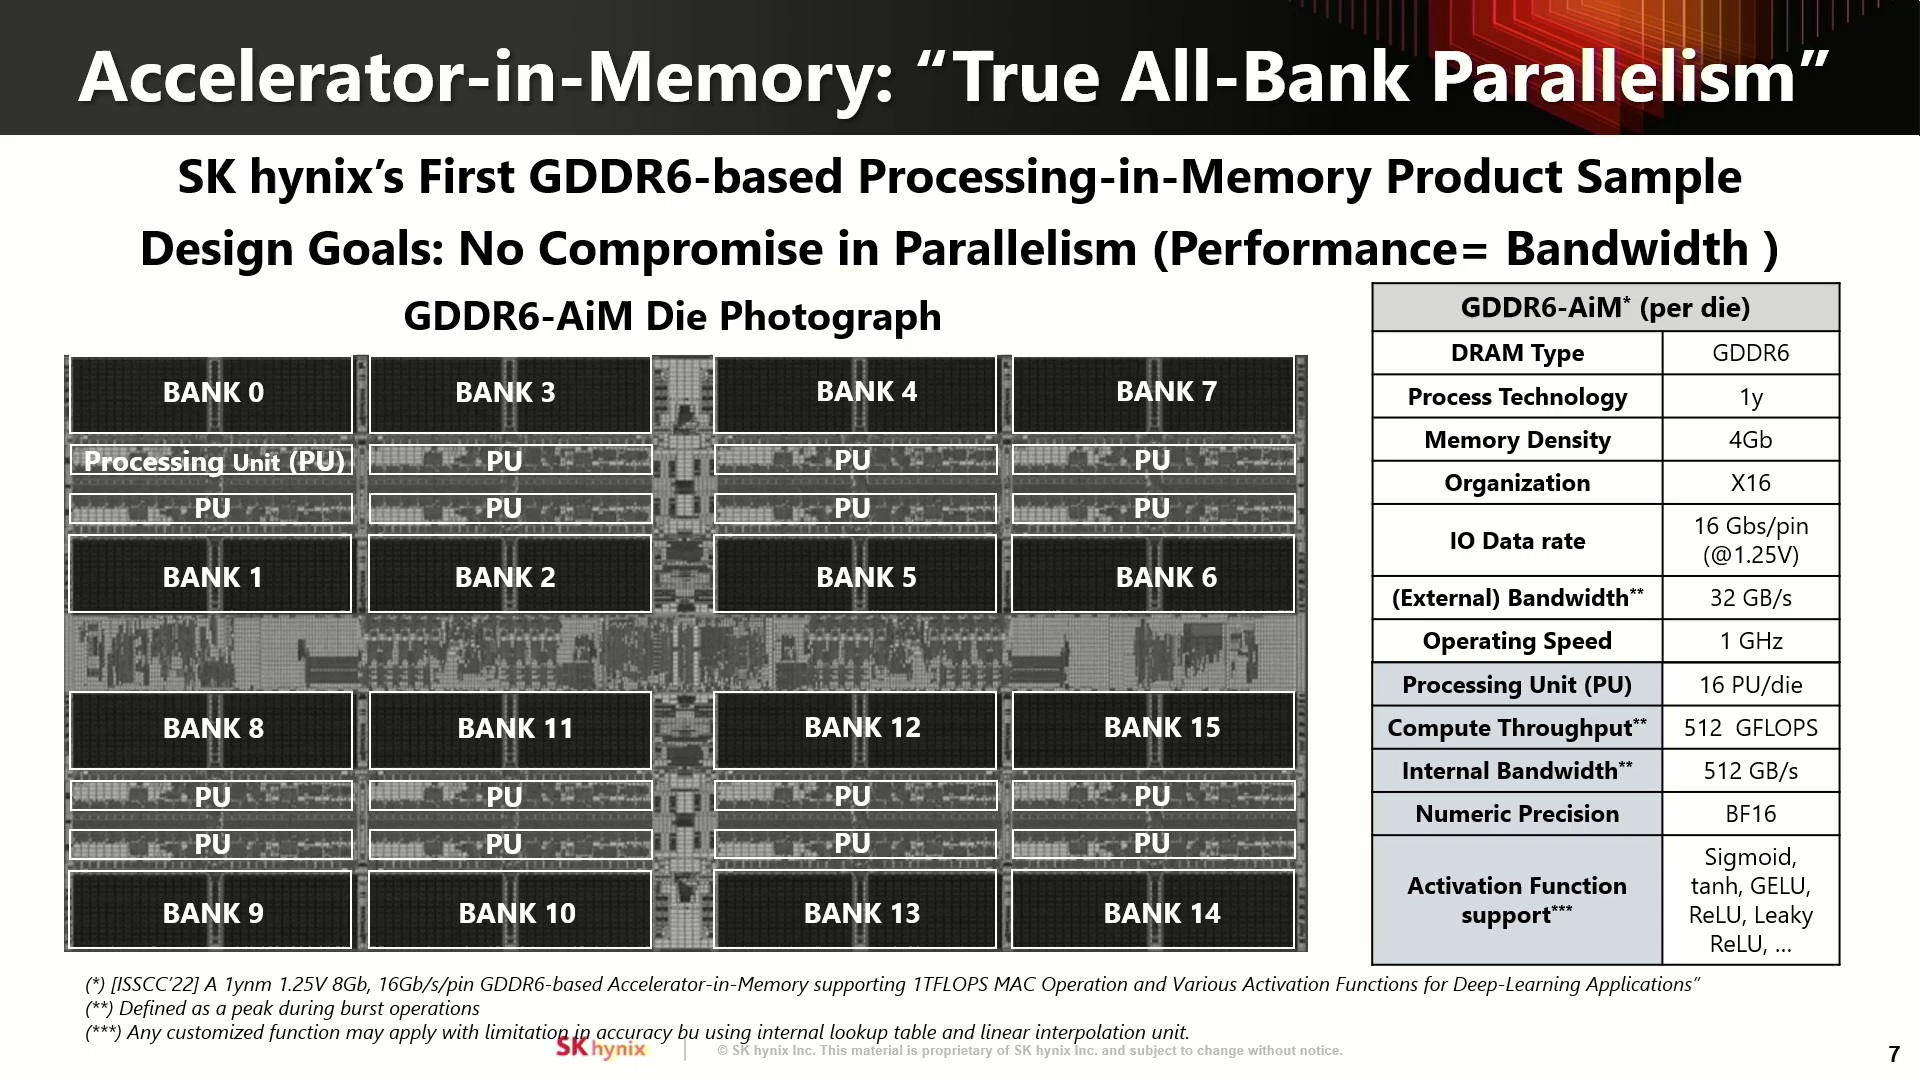 Accelerator-in-Memory: “True All-Bank Parallelism”
SK hynix’s First GDDR6-based Processing-in-Memory Product Sample
Design Goals: No Compromise in Parallelism (Performance= Bandwidth )
GDDR6-AiM Die Photograph
BANK 0
BANK 3
BANK 4
BANK 7
Processing Unit (PU)
PU
PU
PU
PU
PU
PU
PU
BANK 1
BANK 2
BANK 5
BANK 6
BANK 8
BANK 11
BANK 12
BANK 15
PU
PU
PU
PU
PU
PU
PU
PU
BANK 9
BANK 10
BANK 13
BANK 14
GDDR6-AiM* (per die)
DRAM Type GDDR6
Process Technology 1y
Memory Density 4Gb
Organization X16
IO Data rate 16 Gbs/pin
(@1.25V)
(External) Bandwidth** 32 GB/s
Operating Speed 1 GHz
Processing Unit (PU) 16 PU/die
Compute Throughput** 512 GFLOPS
Internal Bandwidth** 512 GB/s
Numeric Precision BF16
Activation Function
support***
Sigmoid,
tanh, GELU,
ReLU, Leaky
ReLU, ...
(*) [ISSCC’22] A 1ynm 1.25V 8Gb, 16Gb/s/pin GDDR6-based Accelerator-in-Memory supporting 1TFLOPS MAC Operation and Various Activation Functions for Deep-Learning Applications”
(**) Defined as a peak during burst operations
(***) Any customized function may apply with limitation in accuracy bu using internal lookup table and linear interpolation unit.
SK hynix
© SK hynix Inc. This material is proprietary of SK hynix Inc. and subject to change without notice.
7